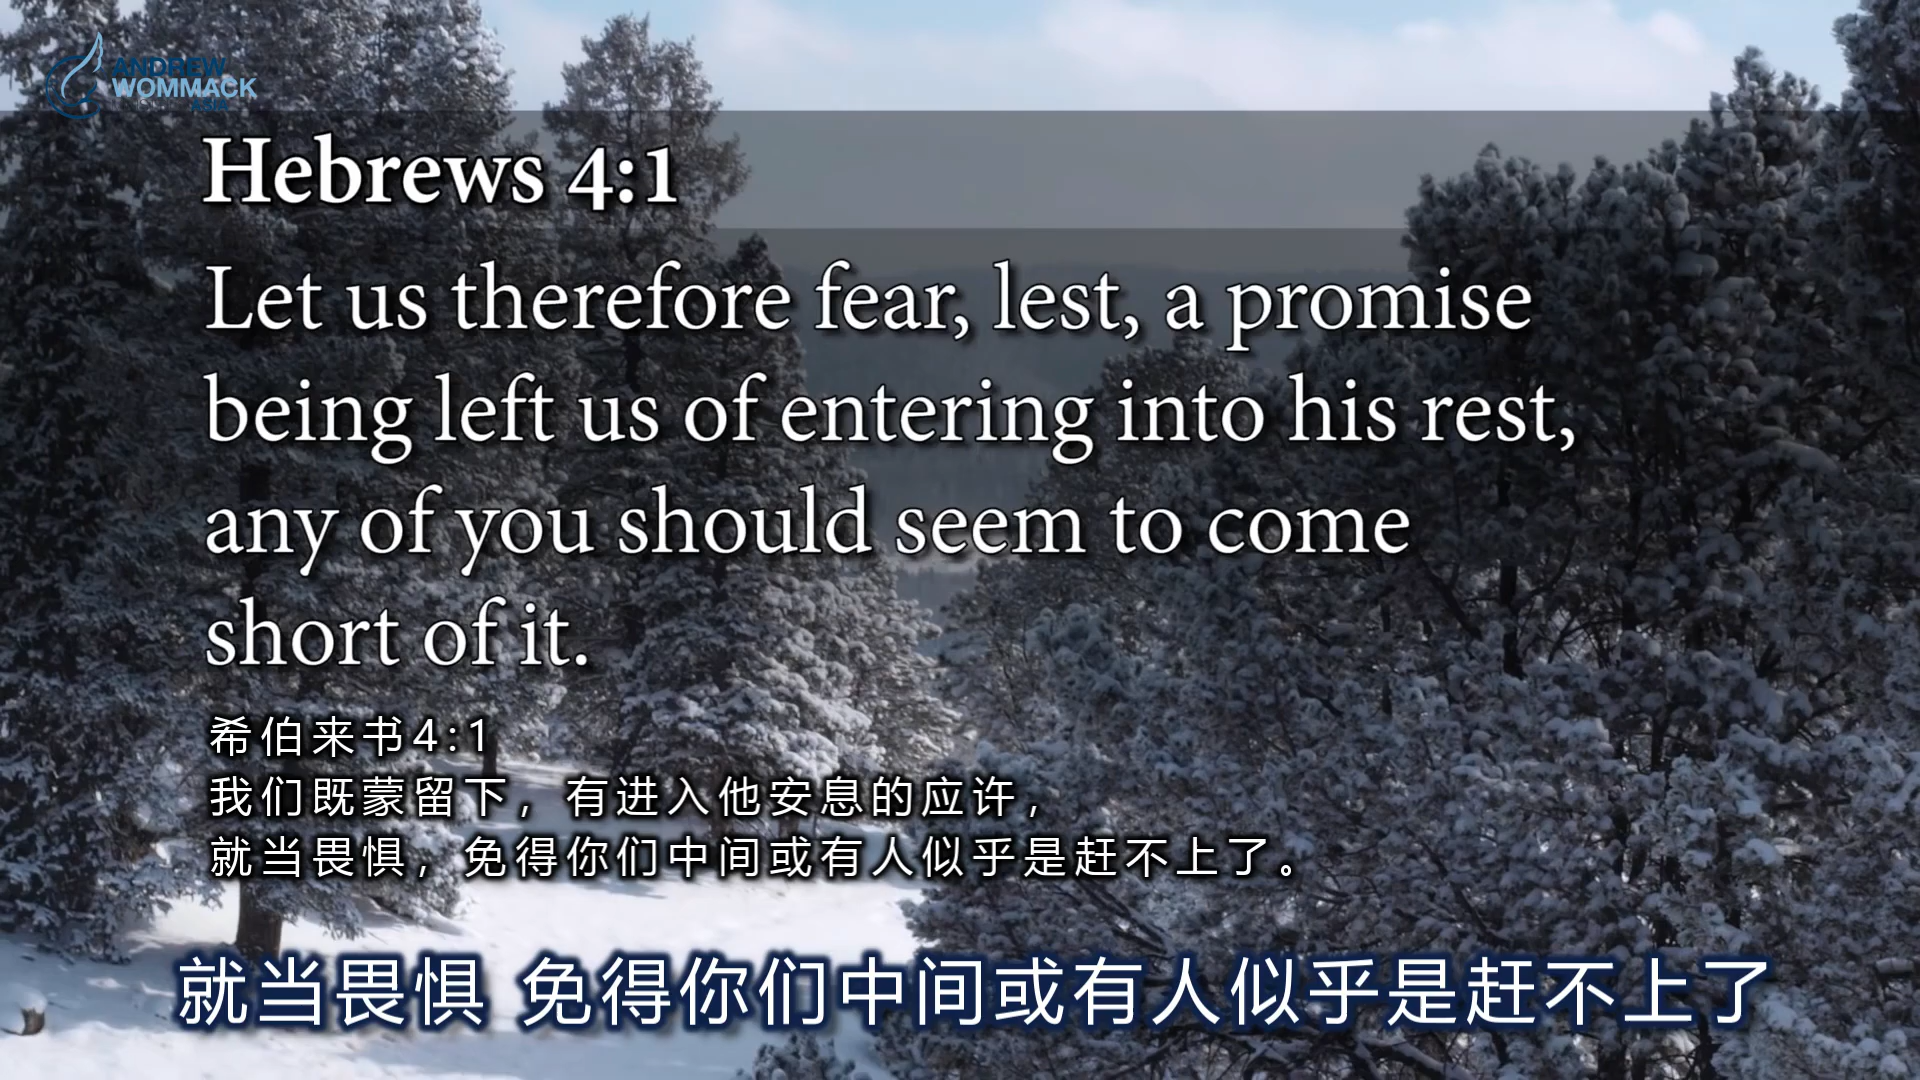 ANDREW
WOMMACK
Hebrews 4:1
Let us therefore fear, lest, a promise
being left us of entering into his rest,
any of you should seem to come
short of it.
希伯来书4:1
我们既蒙留下，有进入他安息的应许，
就当畏惧，免得你们中间或有人似乎是赶不上了。
就当畏惧 免得你们中间或有人似乎是赶不上了